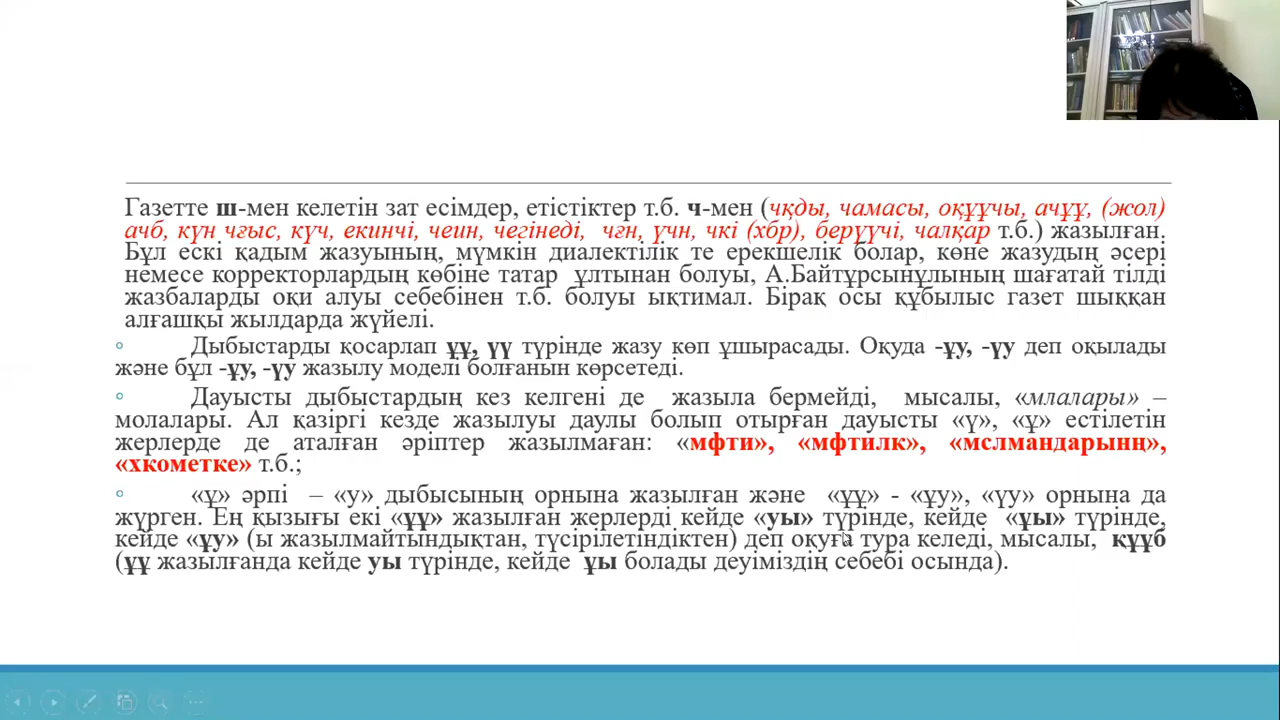 Газетте ш-мен келетін зат есімдер, етістіктер т.б. ч-мен (чқды, чамасы, оқұұчы, ачұұ, (жол)
ачб, күн чғыс, күч, екинчі, чеин, чегінеді, чғн, үчн, чкі (хбр), берүүчі, чалқар т.б.) жазылған.
Бұл ескі қадым жазуының, мүмкін диалектілік те ерекшелік болар, көне жазудың әсері
немесе корректорлардың көбіне татар ұлтынан болуы, А.Байтұрсынұлының шағатай тілді
жазбаларды оқи алуы себебінен т.б. болуы ықтимал. Бірақ осы құбылыс газет шыққан
алғашқы жылдарда жүйелі.
◦ Дыбыстарды қосарлап ұұ, үү түрінде жазу көп ұшырасады. Оқуда -ұу, -үу деп оқылады
және бұл -ұу, -үу жазылу моделі болғанын көрсетеді.
◦ Дауысты дыбыстардың кез келгені де жазыла бермейді, мысалы, «млалары» –
молалары. Ал қазіргі кезде жазылуы даулы болып отырған дауысты «ү», «ұ» естілетін
жерлерде де аталған әріптер жазылмаған: «мфти», «мфтилк», «мслмандарынң»,
«хкометке» т.б.;
◦ «ұ» әрпі – «у» дыбысының орнына жазылған және «ұұ» - «ұу», «үу» орнына да
жүрген. Ең қызығы екі «ұұ» жазылған жерлерді кейде «уы» түрінде, кейде «ұы» түрінде,
кейде «ұу» (ы жазылмайтындықтан, түсірілетіндіктен) деп оқуға тура келеді, мысалы, құұб
(ұұ жазылғанда кейде уы түрінде, кейде ұы болады деуіміздің себебі осында).